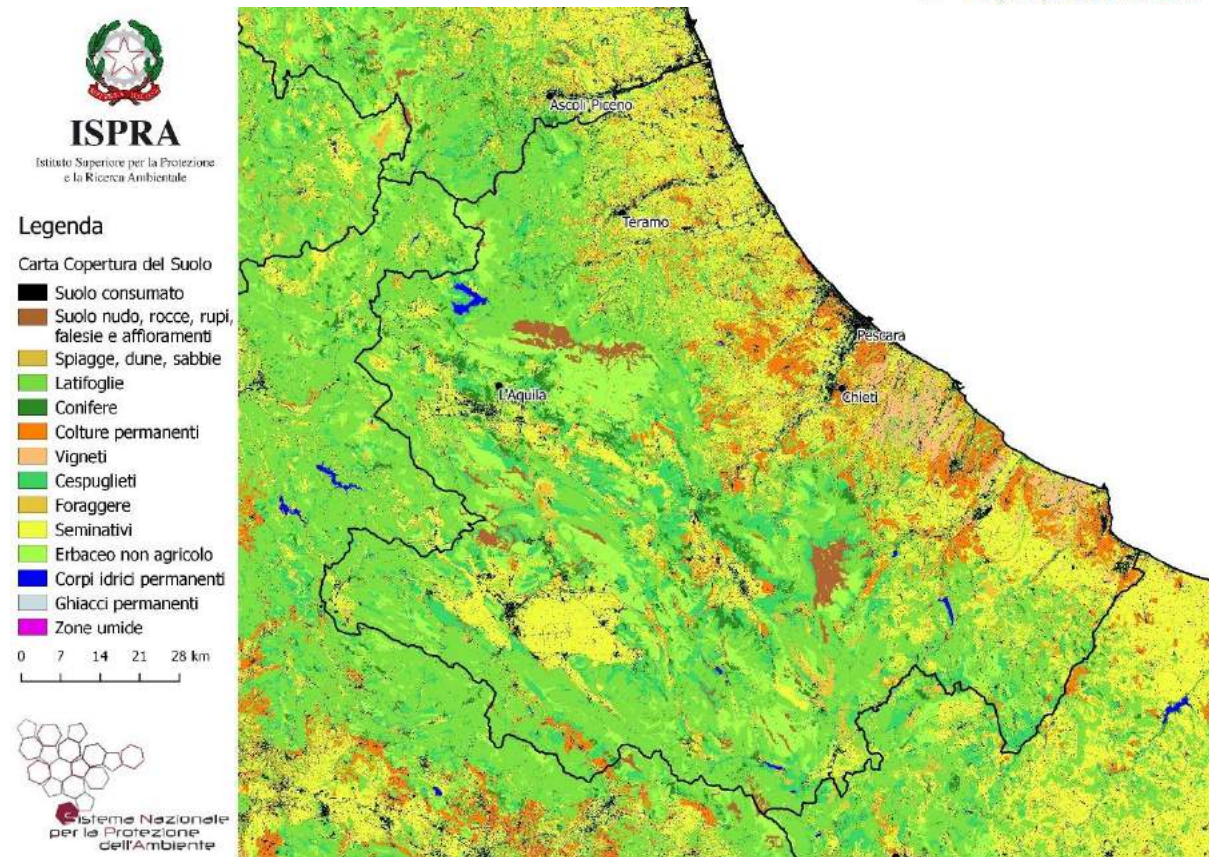 ISPRA
Istituto Superiore per la Protezione
e la Ricerca Ambientale
Legenda
Carta Copertura del Suolo
Suolo consumato
Suolo nudo, rocce, rupi,
falesie e affioramenti
Spiagge, dune, sabbie
Latifoglie
Conifere
Colture permanenti
Vigneti
Cespuglieti
Foraggere
Seminativi
Erbaceo non agricolo
Corpi idrici permanenti
Ghiacci permanenti
Zone umide
0 7 14 21 28 km
Sistema Nazionale
per la Protezione
dell'Ambiente
Ascoli Piceno
Teramo
Pescara
Chieti
L'Aquila